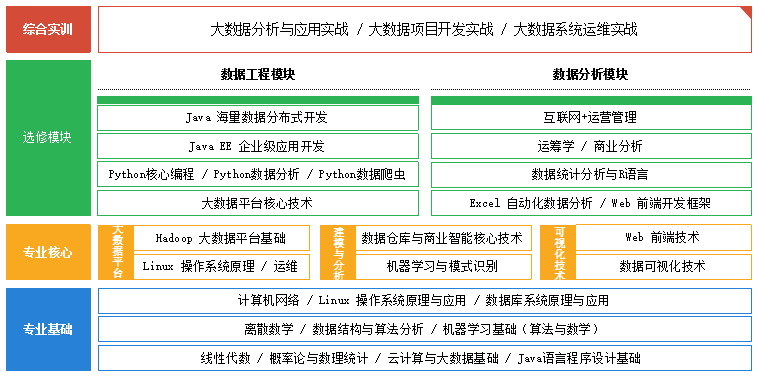 综合实训
大数据分析与应用实战 / 大数据项目开发实战 / 大数据系统运维实战
选修模块
数据工程模块
Java 海量数据分布式开发
Java EE 企业级应用开发
Python核心编程 / Python数据分析 / Python数据爬虫
大数据平台核心技术
数据分析模块
互联网+运营管理
运筹学 / 商业分析
数据统计分析与R语言
Excel 自动化数据分析 / Web 前端开发框架
专业核心
大数据平台
Hadoop 大数据平台基础
Linux 操作系统原理 / 运维
建模与分析
数据仓库与商业智能核心技术
机器学习与模式识别
可视化技术
Web 前端技术
数据可视化技术
专业基础
计算机网络 / Linux 操作系统原理与应用 / 数据库系统原理与应用
离散数学 / 数据结构与算法分析 / 机器学习基础（算法与数学）
线性代数 / 概率论与数理统计 / 云计算与大数据基础 / Java语言程序设计基础